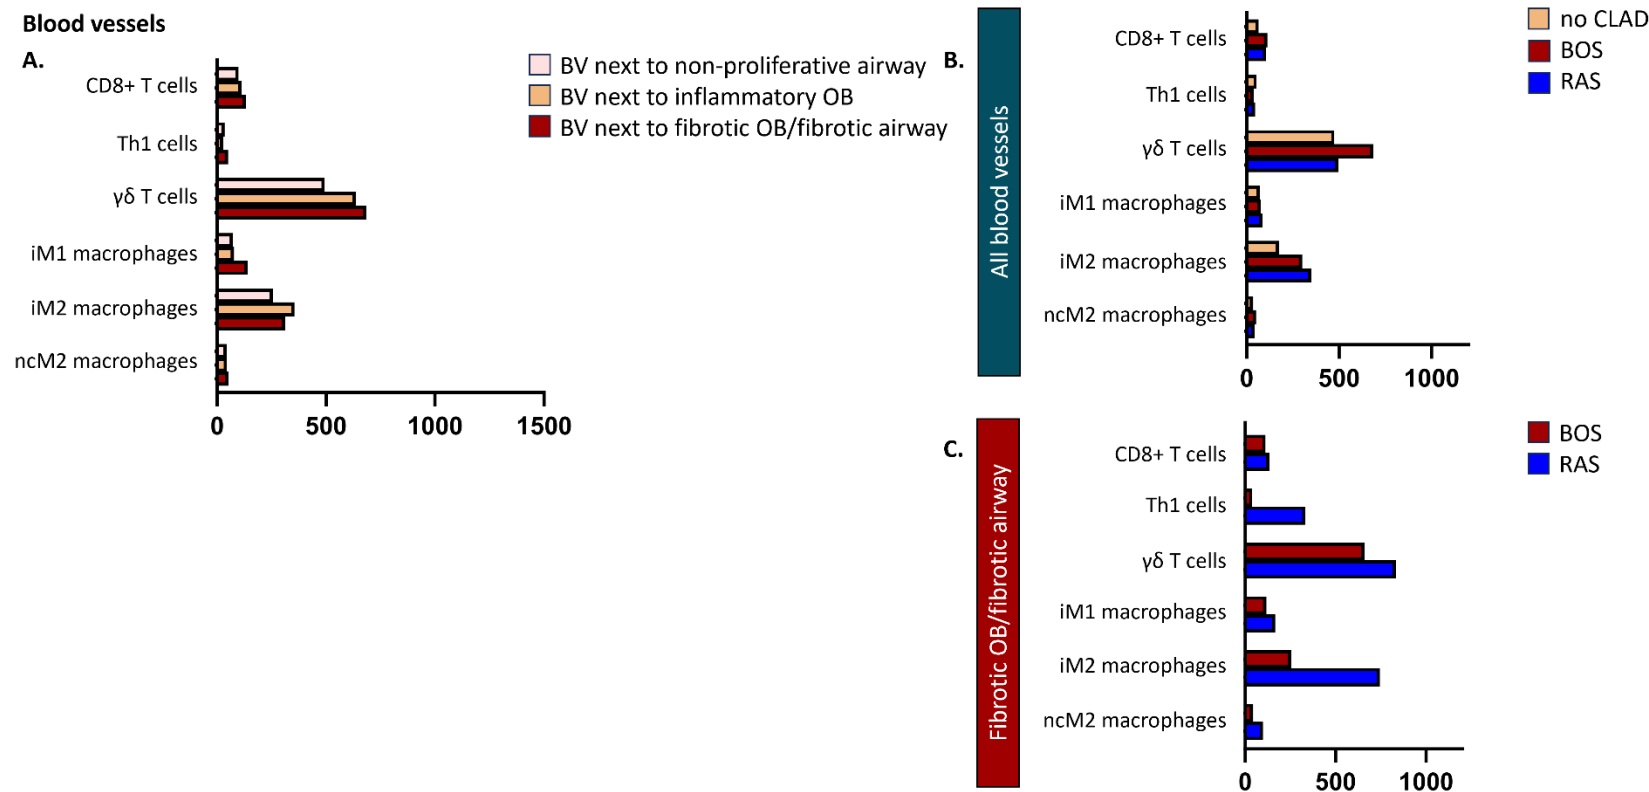 Blood vessels
A.
CD8+ T cells
Th1 cells
γδ T cells
iM1 macrophages
iM2 macrophages
ncM2 macrophages
0 500 1000 1500
BV next to non-proliferative airway
BV next to inflammatory OB
BV next to fibrotic OB/fibrotic airway
B.
All blood vessels
CD8+ T cells
Th1 cells
γδ T cells
iM1 macrophages
iM2 macrophages
ncM2 macrophages
0 500 1000
no CLAD
BOS
RAS
C.
Fibrotic OB/fibrotic airway
CD8+ T cells
Th1 cells
γδ T cells
iM1 macrophages
iM2 macrophages
ncM2 macrophages
0 500 1000
BOS
RAS